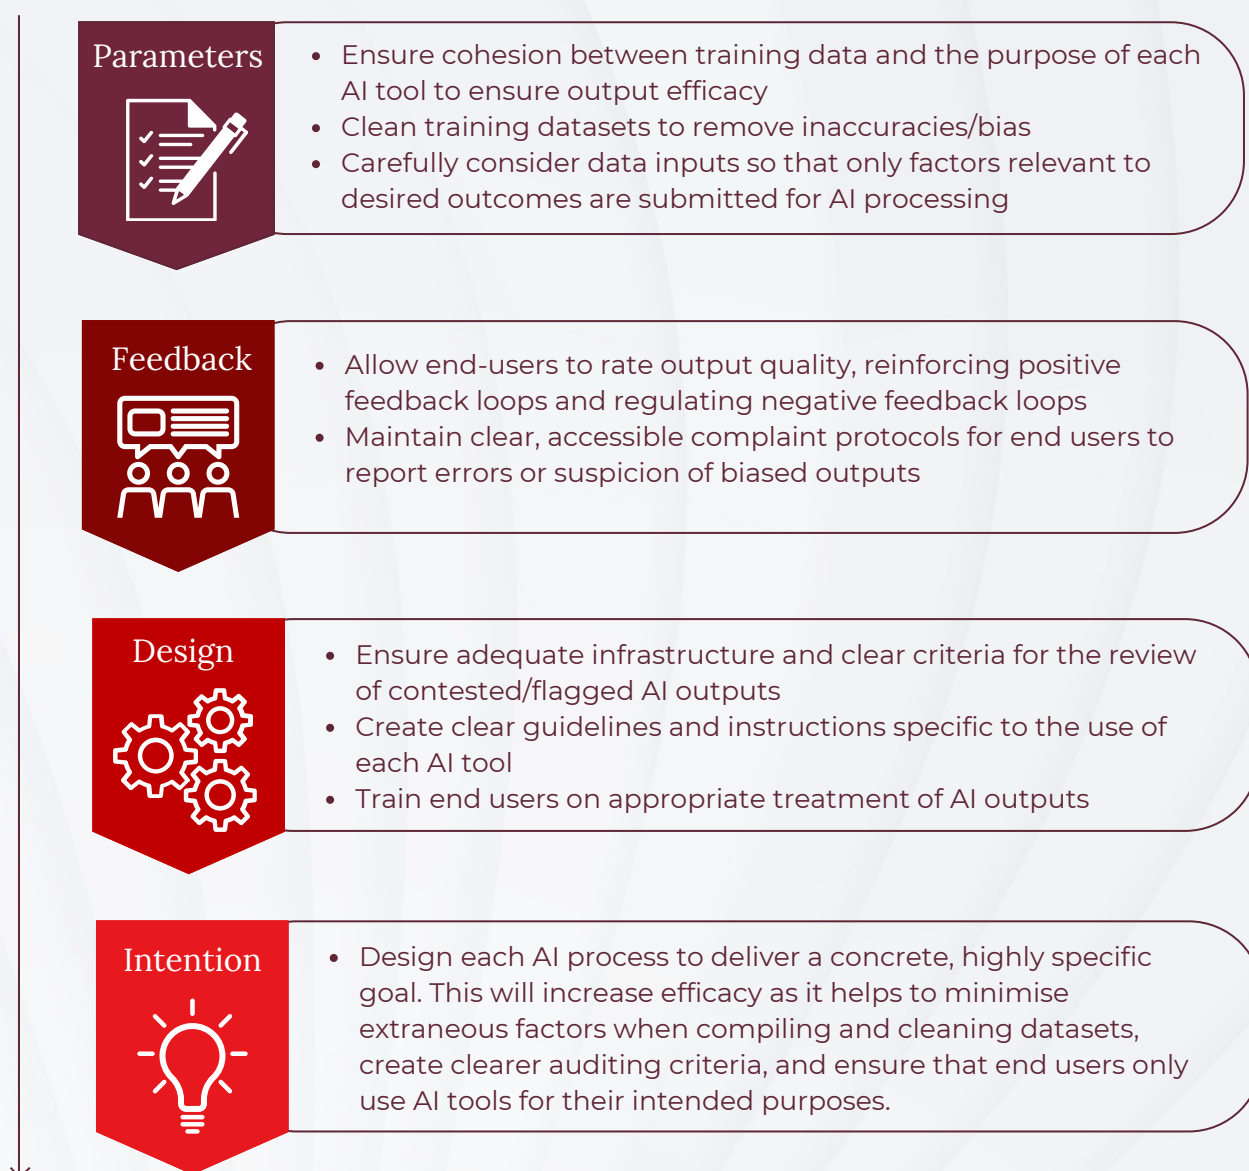 Parameters
• Ensure cohesion between training data and the purpose of each
AI tool to ensure output efficacy
• Clean training datasets to remove inaccuracies/bias
• Carefully consider data inputs so that only factors relevant to
desired outcomes are submitted for AI processing
Feedback
• Allow end-users to rate output quality, reinforcing positive
feedback loops and regulating negative feedback loops
• Maintain clear, accessible complaint protocols for end users to
report errors or suspicion of biased outputs
Design
• Ensure adequate infrastructure and clear criteria for the review
of contested/flagged AI outputs
• Create clear guidelines and instructions specific to the use of
each AI tool
• Train end users on appropriate treatment of AI outputs
Intention
• Design each AI process to deliver a concrete, highly specific
goal. This will increase efficacy as it helps to minimise
extraneous factors when compiling and cleaning datasets,
create clearer auditing criteria, and ensure that end users only
use AI tools for their intended purposes.